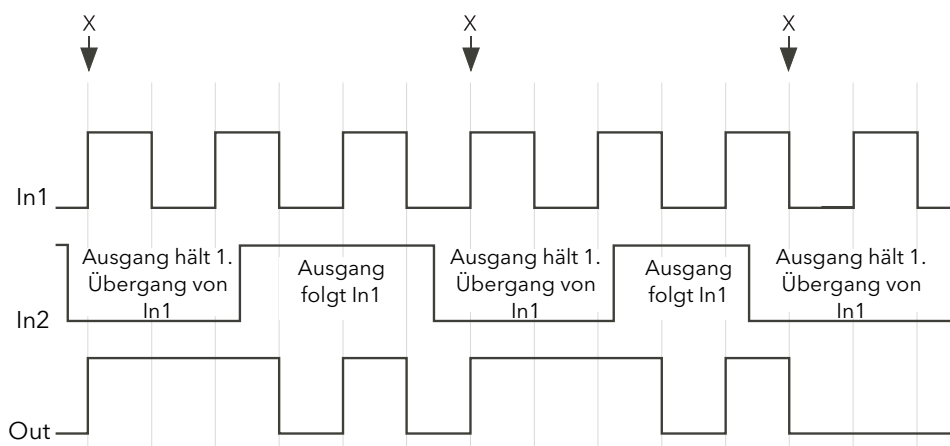 X
X
X
In1
Ausgang hält 1.
Übergang von
In1
Ausgang
folgt In1
Ausgang hält 1.
Übergang von
In1
Ausgang
folgt In1
Ausgang hält 1.
Übergang von
In1
In2
Out